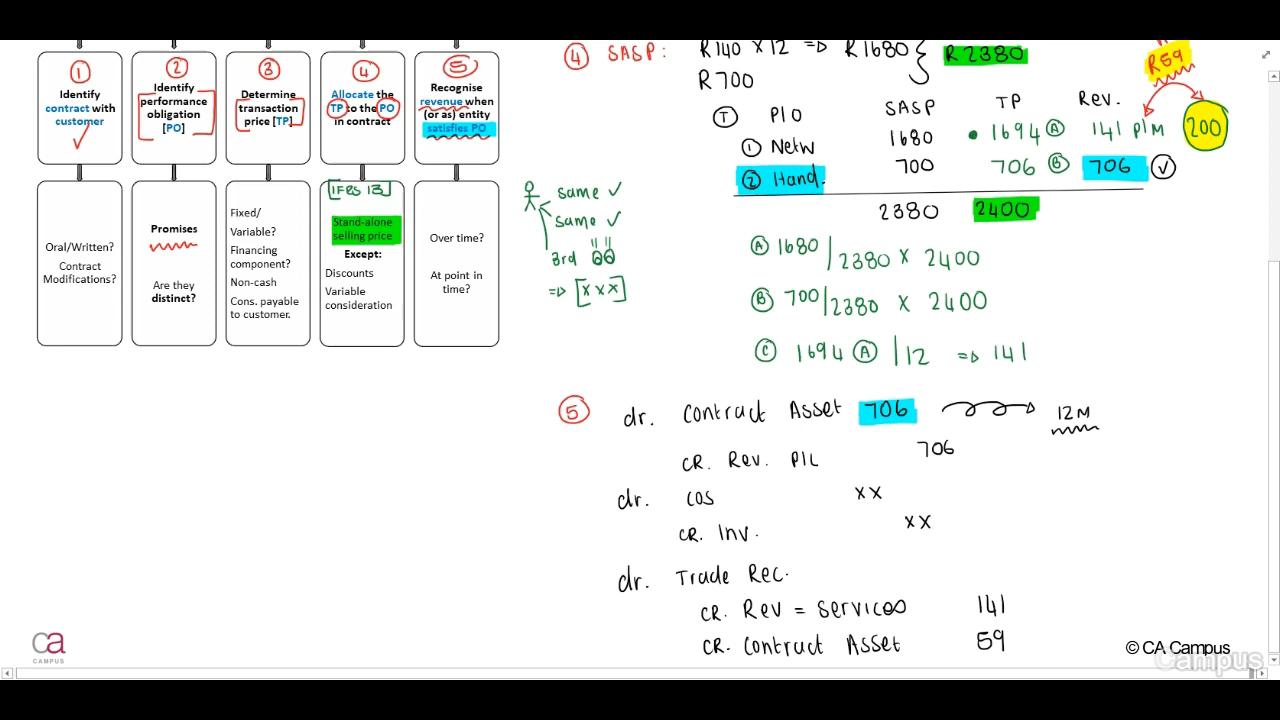 1
Identify
contract with
customer
✓
2
Identify
performance
obligation
[PO]
3
Determine
transaction
price [TP]
4
Allocate the
TP to the PO
in contract
5
Recognise
revenue when
(or as) entity
satisfies PO
Oral/Written?
Contract
Modifications?
Promises
Are they
distinct?
Fixed/
Variable?
Financing
component?
Non-cash
Cons. payable
to customer.
[IFRS 13]
Stand-alone
selling price
Except:
Discounts
Variable
consideration
Over time?
At point in
time?
same ✓
same ✓
3rd
=> [xxx]
4 SASP:
R140 x 12 => R1680 } R2380
R700
R59
T P/O SASP TP Rev.
1 Netw 1680 • 1694 A 141 P/M 200
2 Hand. 700 706 B 706 ✓
2380 2400
A 1680/2380 x 2400
B 700/2380 x 2400
C 1694 A /12 => 141
5 dr. Contract Asset 706 12M
CR. Rev. P/L 706
dr. COS xx
CR. Inv. xx
dr. Trade Rec.
CR. Rev = services 141
CR. Contract Asset 59
ca
CAMPUS
© CA Campus
Campus